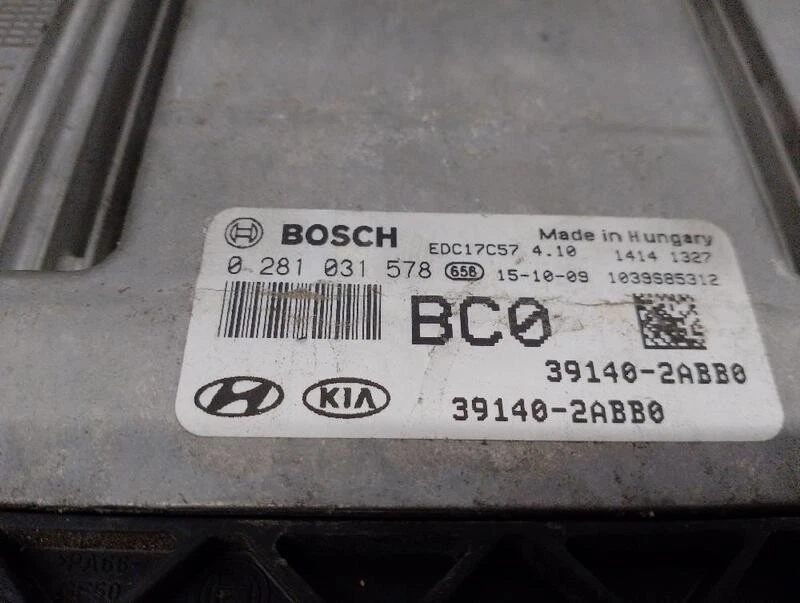 BOSCH EDC17C57 4.10 Made in Hungary
1414 1327
0 281 031 578 658 15-10-09 1039S85312
BC0
39140-2ABB0
KIA 39140-2ABB0
>PA66-